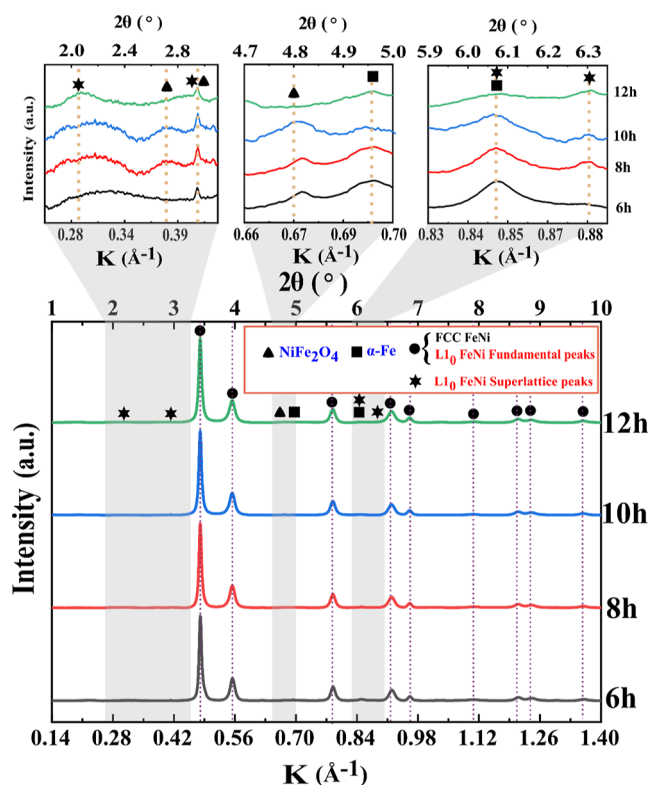 2θ (°)
2θ (°)
2θ (°)
2.0 2.4 2.8
4.7 4.8 4.9 5.0
5.9 6.0 6.1 6.2 6.3
Intensity (a.u.)
12h
10h
8h
6h
0.28 0.34 0.39
0.66 0.67 0.69 0.70
0.83 0.84 0.85 0.87 0.88
K (Å⁻¹)
K (Å⁻¹)
K (Å⁻¹)
2θ (°)
1 2 3 4 5 6 7 8 9 10
NiFe₂O₄ α-Fe
FCC FeNi
L1₀ FeNi Fundamental peaks
L1₀ FeNi Superlattice peaks
Intensity (a.u.)
12h
10h
8h
6h
0.14 0.28 0.42 0.56 0.70 0.84 0.98 1.12 1.26 1.40
K (Å⁻¹)